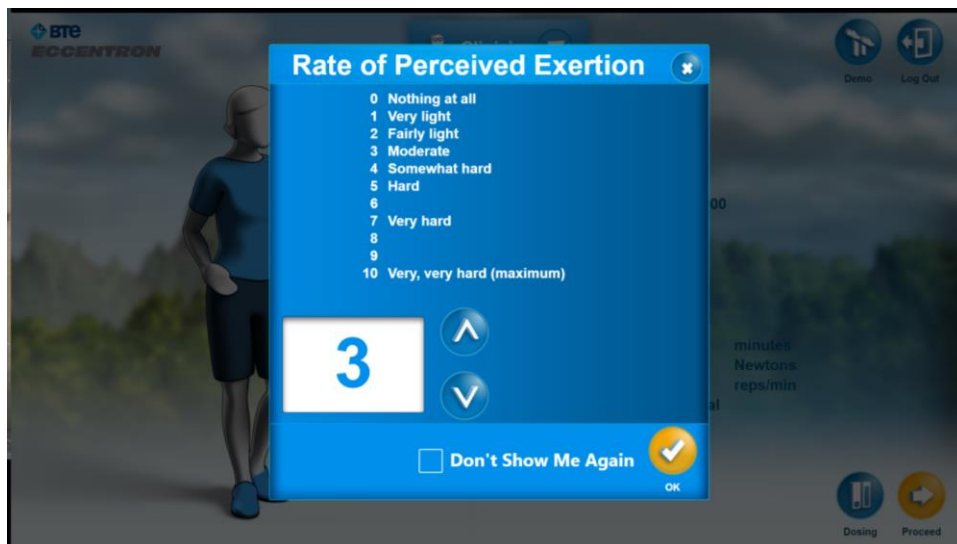 BTE
ECCENTRON
Rate of Perceived Exertion
0 Nothing at all
1 Very light
2 Fairly light
3 Moderate
4 Somewhat hard
5 Hard
6
7 Very hard
8
9
10 Very, very hard (maximum)
3
Don't Show Me Again
OK
Demo
Log Out
00
minutes
Newtons
reps/min
al
Dosing
Proceed